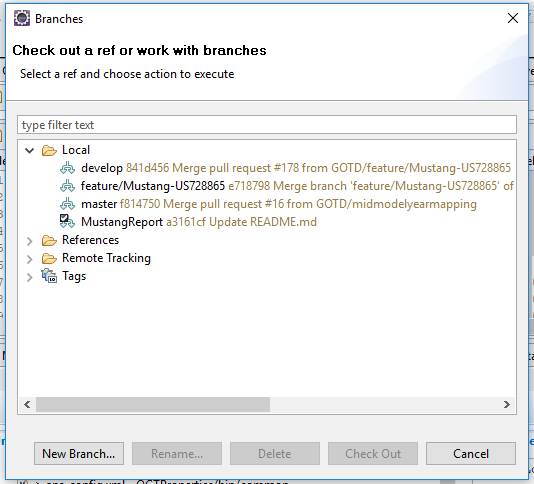 Branches
Check out a ref or work with branches
Select a ref and choose action to execute
type filter text
Local
develop 841d456 Merge pull request #178 from GOTD/feature/Mustang-US728865
feature/Mustang-US728865 e718798 Merge branch 'feature/Mustang-US728865' of
master f814750 Merge pull request #16 from GOTD/midmodelyearmapping
MustangReport a3161cf Update README.md
References
Remote Tracking
Tags
New Branch...
Rename...
Delete
Check Out
Cancel